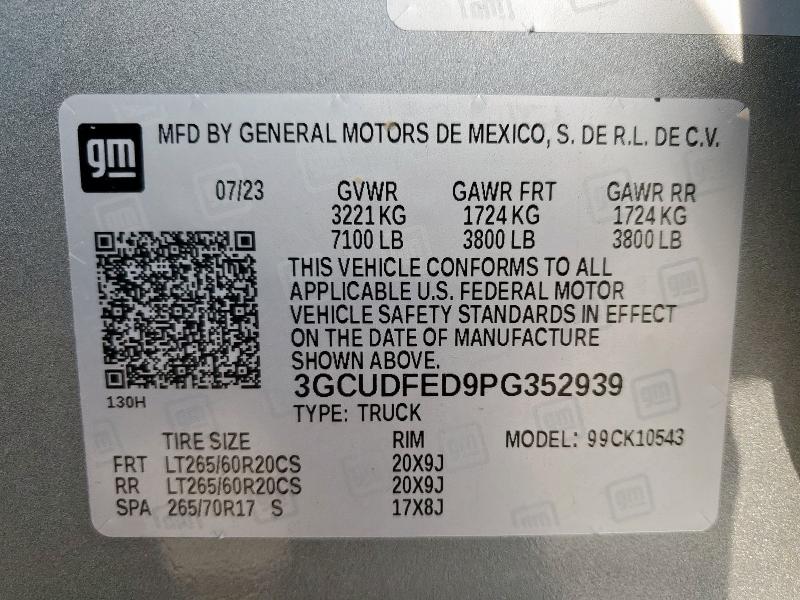 gm
MFD BY GENERAL MOTORS DE MEXICO, S. DE R.L. DE C.V.
07/23 GVWR GAWR FRT GAWR RR
3221 KG 1724 KG 1724 KG
7100 LB 3800 LB 3800 LB
THIS VEHICLE CONFORMS TO ALL
APPLICABLE U.S. FEDERAL MOTOR
VEHICLE SAFETY STANDARDS IN EFFECT
ON THE DATE OF MANUFACTURE
SHOWN ABOVE.
3GCUDFED9PG352939
130H
TYPE: TRUCK
TIRE SIZE RIM MODEL: 99CK10543
FRT LT265/60R20CS 20X9J
RR LT265/60R20CS 20X9J
SPA 265/70R17 S 17X8J